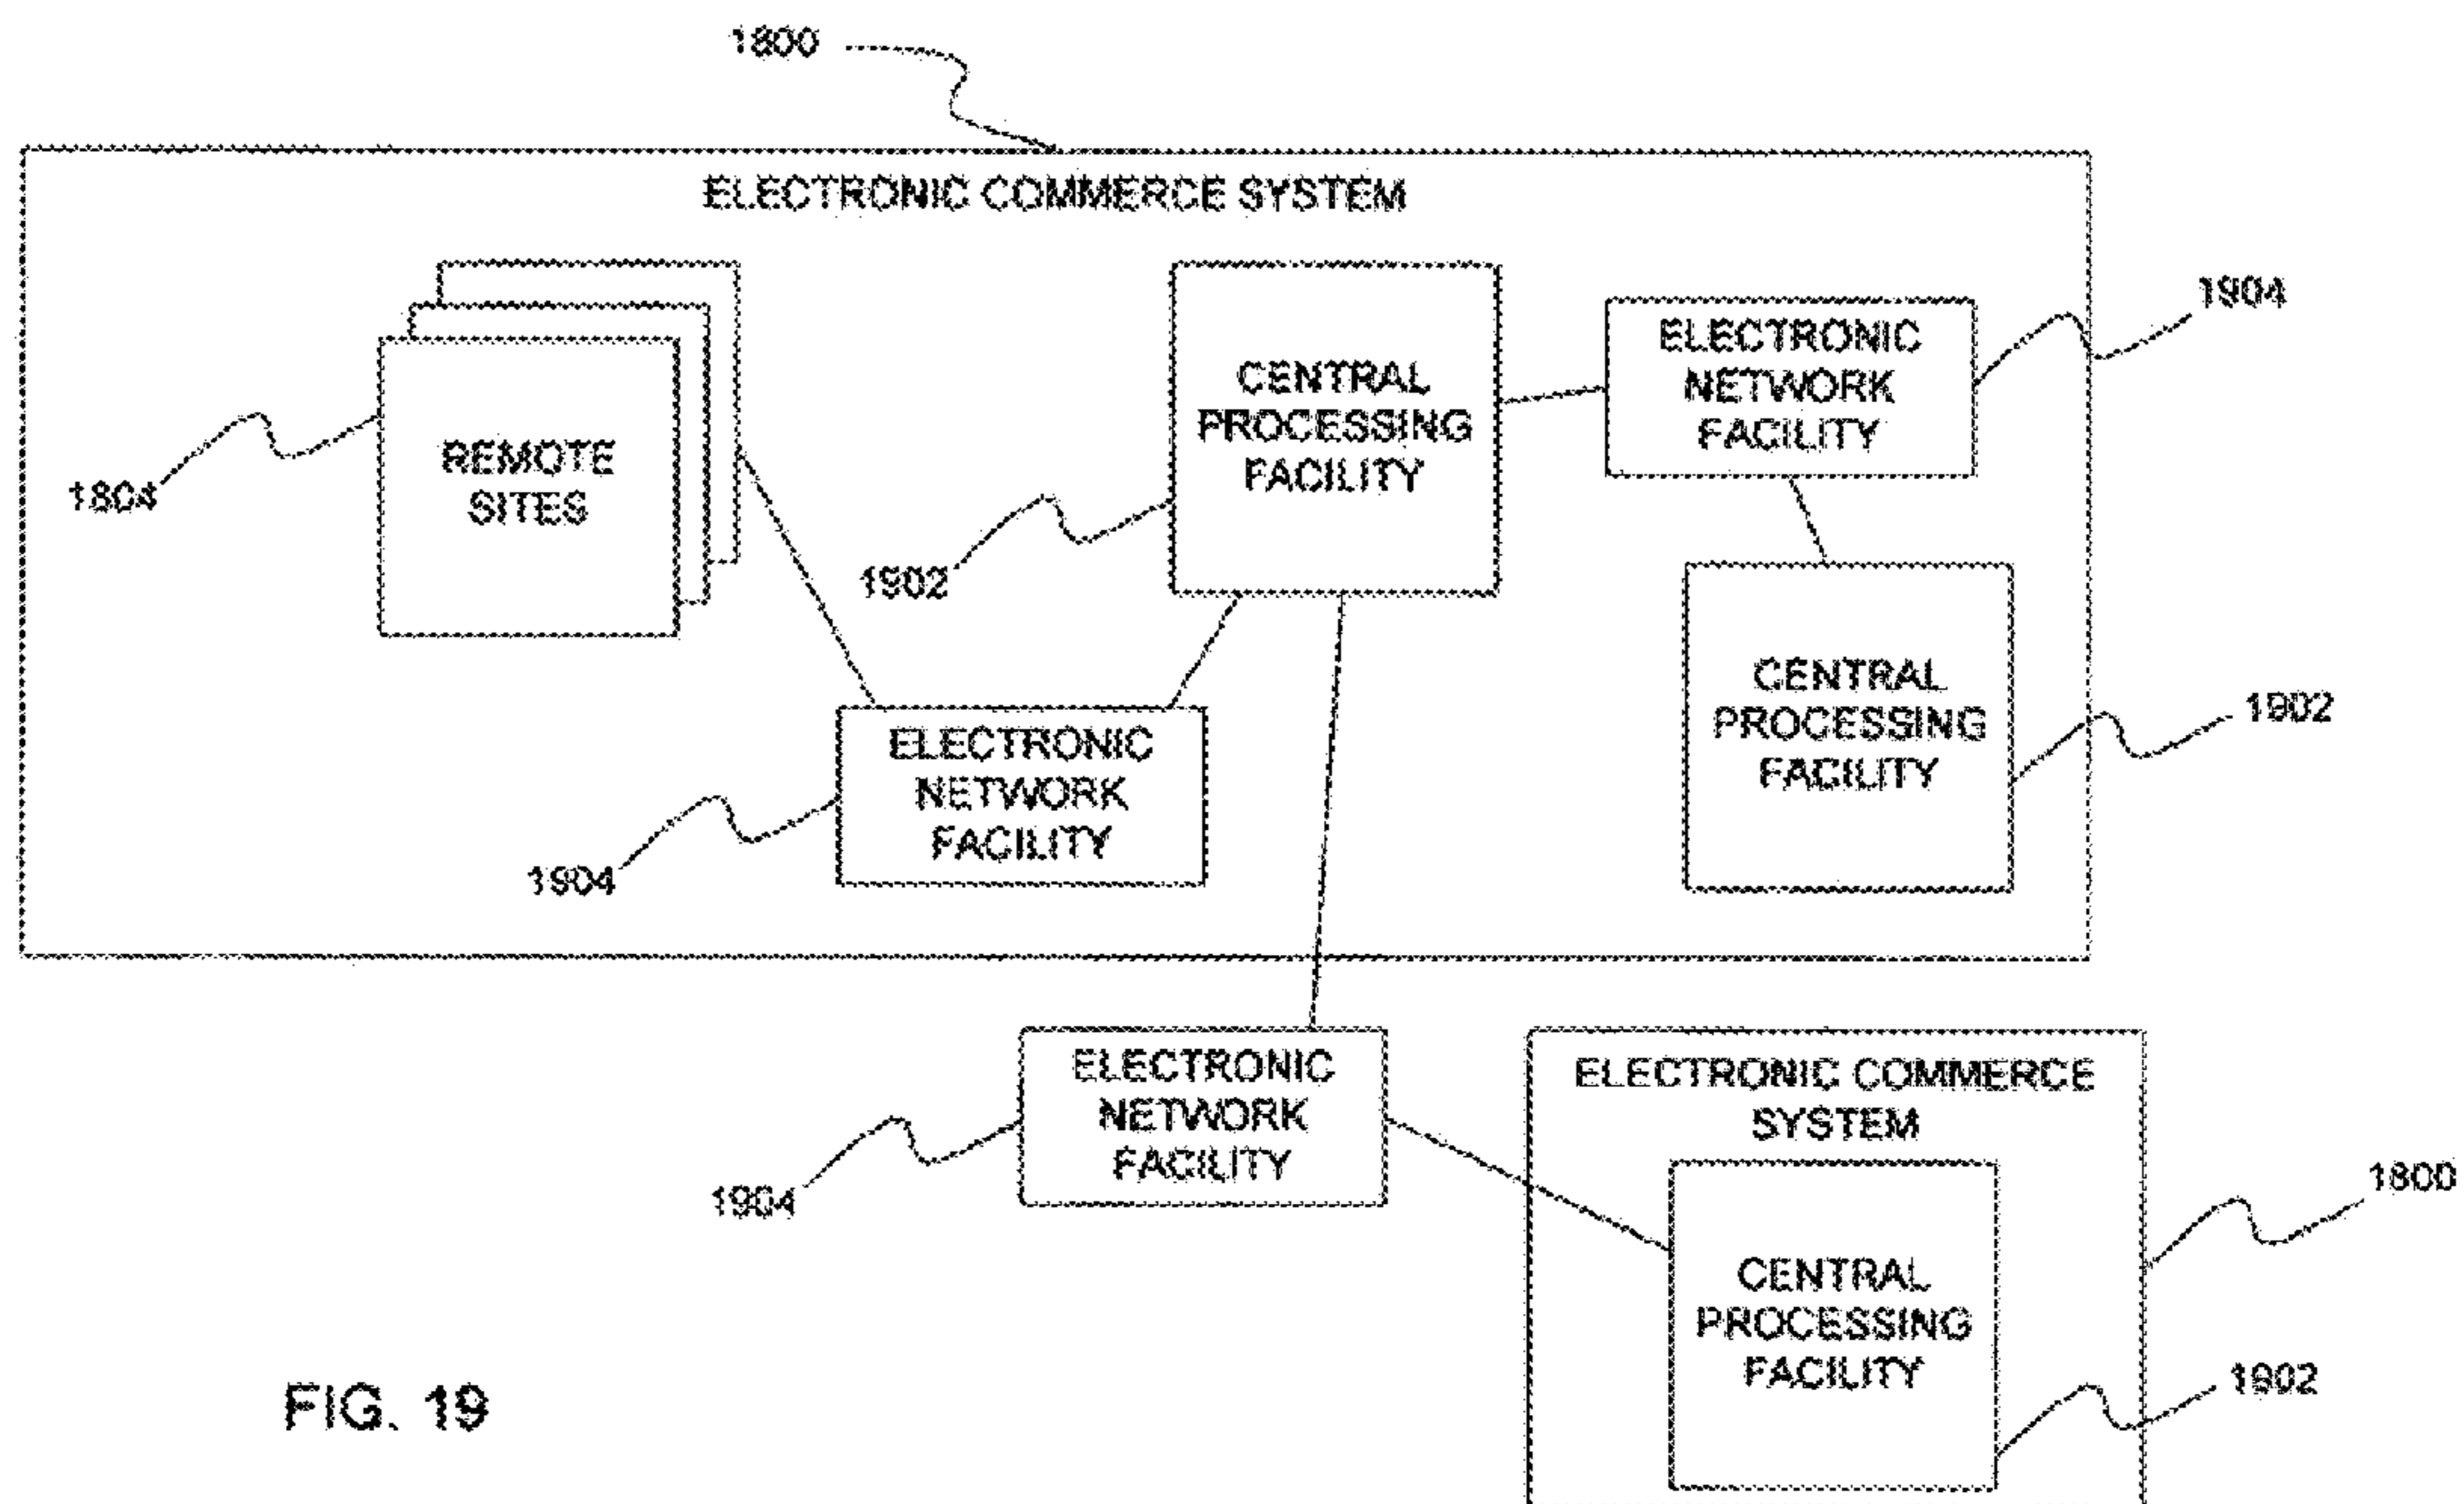 1800
ELECTRONIC COMMERCE SYSTEM
REMOTE
SITES
1804
CENTRAL
PROCESSING
FACILITY
1902
ELECTRONIC
NETWORK
FACILITY
1904
CENTRAL
PROCESSING
FACILITY
1902
ELECTRONIC
NETWORK
FACILITY
1904
ELECTRONIC
NETWORK
FACILITY
1904
ELECTRONIC COMMERCE
SYSTEM
1800
CENTRAL
PROCESSING
FACILITY
1902
FIG. 19